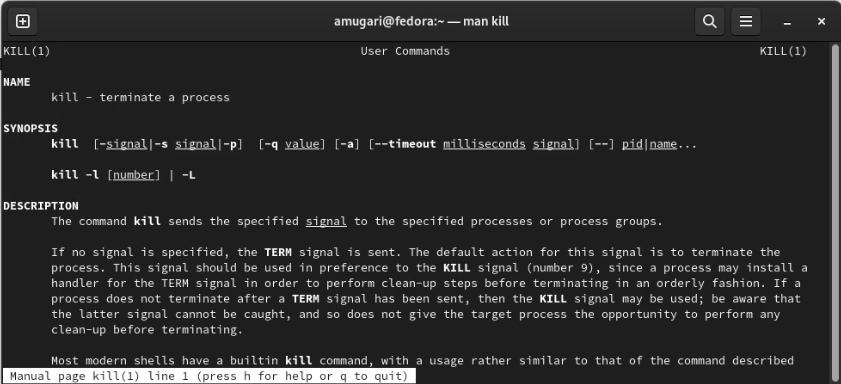 amugari@fedora:~ — man kill
KILL(1) User Commands KILL(1)
NAME
kill - terminate a process
SYNOPSIS
kill [-signal|-s signal|-p] [-q value] [-a] [--timeout milliseconds signal] [--] pid|name...
kill -l [number] | -L
DESCRIPTION
The command kill sends the specified signal to the specified processes or process groups.
If no signal is specified, the TERM signal is sent. The default action for this signal is to terminate the
process. This signal should be used in preference to the KILL signal (number 9), since a process may install a
handler for the TERM signal in order to perform clean-up steps before terminating in an orderly fashion. If a
process does not terminate after a TERM signal has been sent, then the KILL signal may be used; be aware that
the latter signal cannot be caught, and so does not give the target process the opportunity to perform any
clean-up before terminating.
Most modern shells have a builtin kill command, with a usage rather similar to that of the command described
Manual page kill(1) line 1 (press h for help or q to quit)